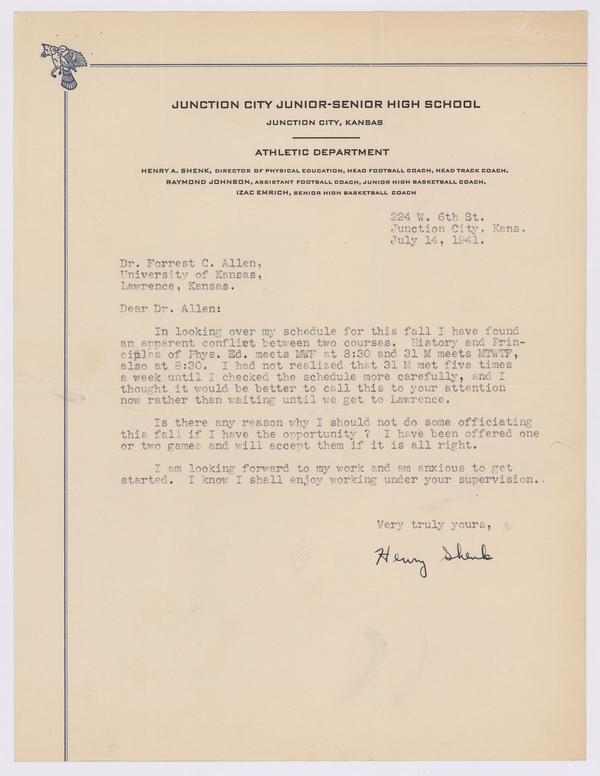 JUNCTION CITY JUNIOR-SENIOR HIGH SCHOOL
JUNCTION CITY, KANSAS
ATHLETIC DEPARTMENT
HENRY A. SHENK, DIRECTOR OF PHYSICAL EDUCATION, HEAD FOOTBALL COACH, HEAD TRACK COACH.
RAYMOND JOHNSON, ASSISTANT FOOTBALL COACH, JUNIOR HIGH BASKETBALL COACH.
IZAC EMRICH, SENIOR HIGH BASKETBALL COACH
224 W. 6th St.
Junction City, Kans.
July 14, 1941.
Dr. Forrest C. Allen,
University of Kansas,
Lawrence, Kansas.
Dear Dr. Allen:
In looking over my schedule for this fall I have found
an apparent conflict between two courses. History and Prin-
ciples of Phys. Ed. meets MWF at 8:30 and 31 M meets MTWTF,
also at 8:30. I had not realized that 31 M met five times
a week until I checked the schedule more carefully, and I
thought it would be better to call this to your attention
now rather than waiting until we get to Lawrence.
Is there any reason why I should not do some officiating
this fall if I have the opportunity ? I have been offered one
or two games and will accept them if it is all right.
I am looking forward to my work and am anxious to get
started. I know I shall enjoy working under your supervision..
Very truly yours,
Henry Shenk